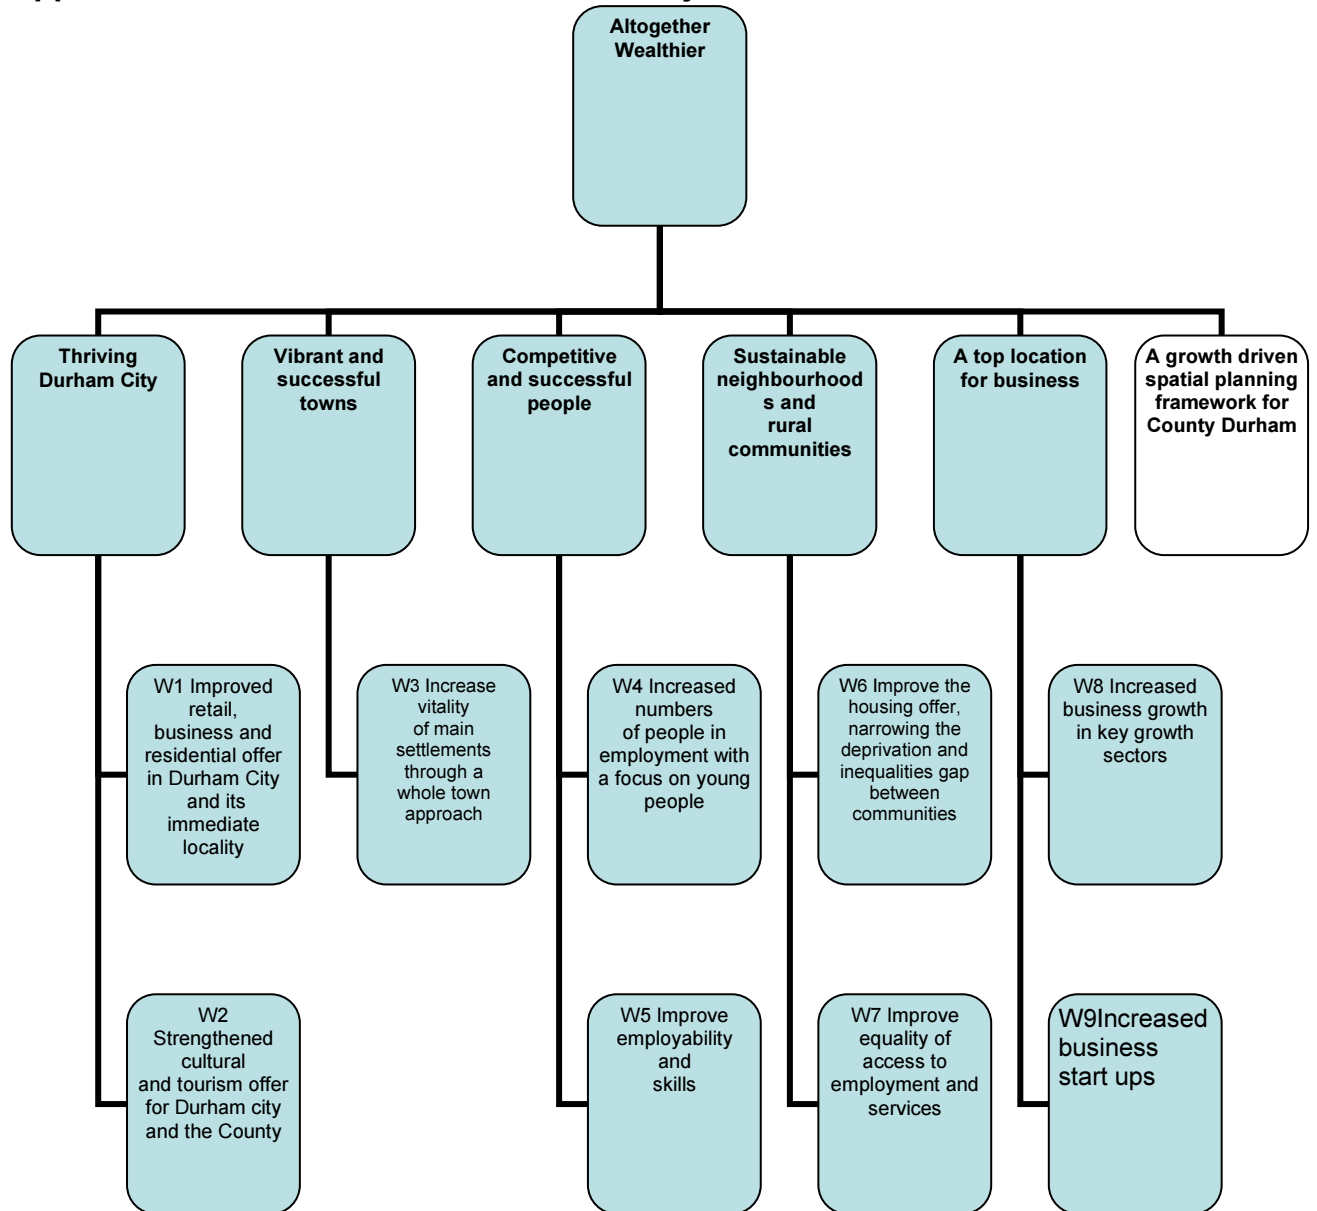 Altogether
Wealthier
Thriving
Durham City
Vibrant and
successful
towns
Competitive
and successful
people
Sustainable
neighbourhood
s and
rural
communities
A top location
for business
A growth driven
spatial planning
framework for
County Durham
W1 Improved
retail,
business and
residential offer
in Durham City
and its
immediate
locality
W3 Increase
vitality
of main
settlements
through a
whole town
approach
W4 Increased
numbers
of people in
employment with
a focus on young
people
W6 Improve the
housing offer,
narrowing the
deprivation and
inequalities gap
between
communities
W8 Increased
business growth
in key growth
sectors
W2
Strengthened
cultural
and tourism offer
for Durham city
and the County
W5 Improve
employability
and
skills
W7 Improve
equality of
access to
employment and
services
W9Increased
business
start ups